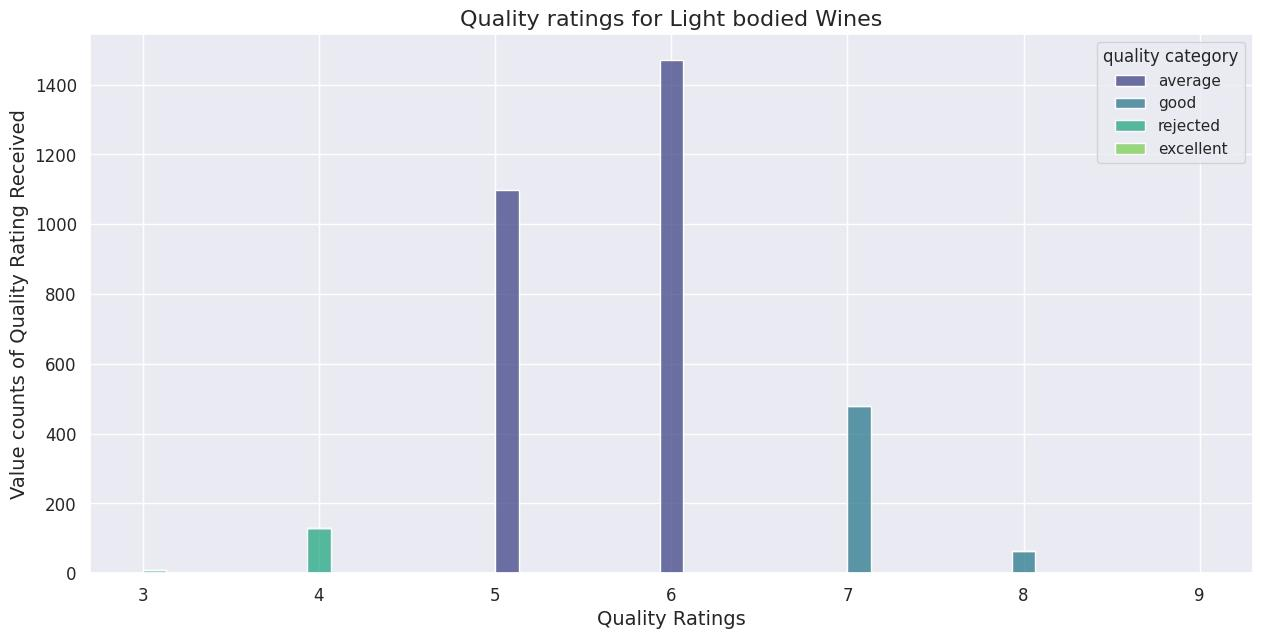 Quality ratings for Light bodied Wines
quality category
average
good
rejected
excellent
Value counts of Quality Rating Received
1400
1200
1000
800
600
400
200
0
3 4 5 6 7 8 9
Quality Ratings